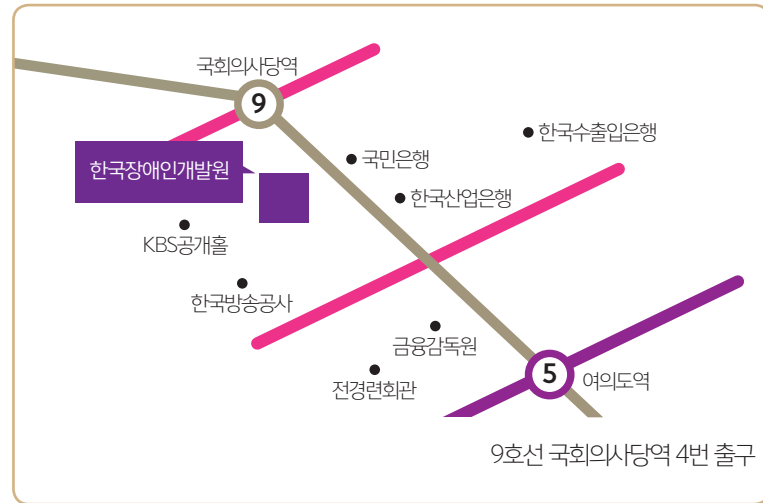 국회의사당역
9
한국수출입은행
국민은행
한국장애인개발원
한국산업은행
KBS공개홀
한국방송공사
금융감독원
전경련회관
5
여의도역
9호선 국회의사당역 4번 출구